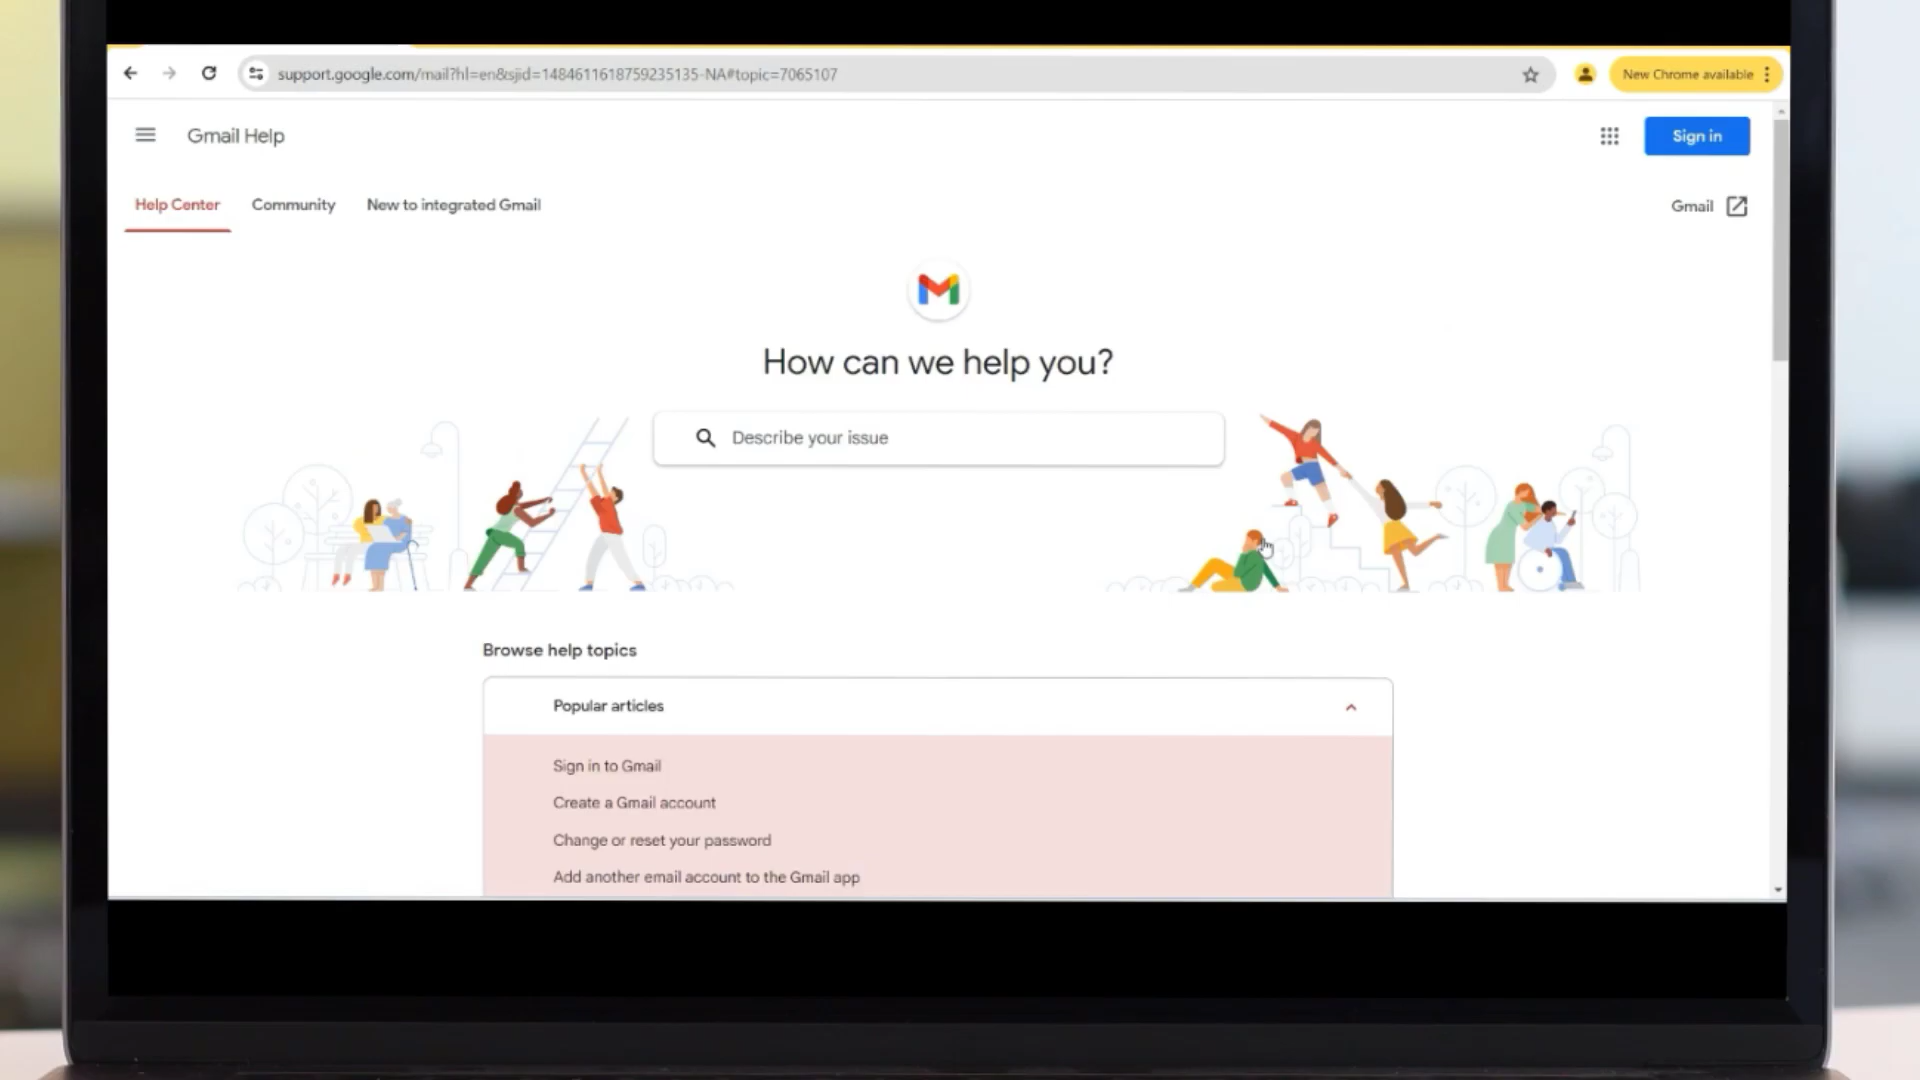 support.google.com/mail?hl=en&sjid=1484611618759235135-NA#topic=7065107
New Chrome available
Gmail Help
Sign in
Help Center
Community
New to integrated Gmail
Gmail
How can we help you?
Describe your issue
Browse help topics
Popular articles
Sign in to Gmail
Create a Gmail account
Change or reset your password
Add another email account to the Gmail app